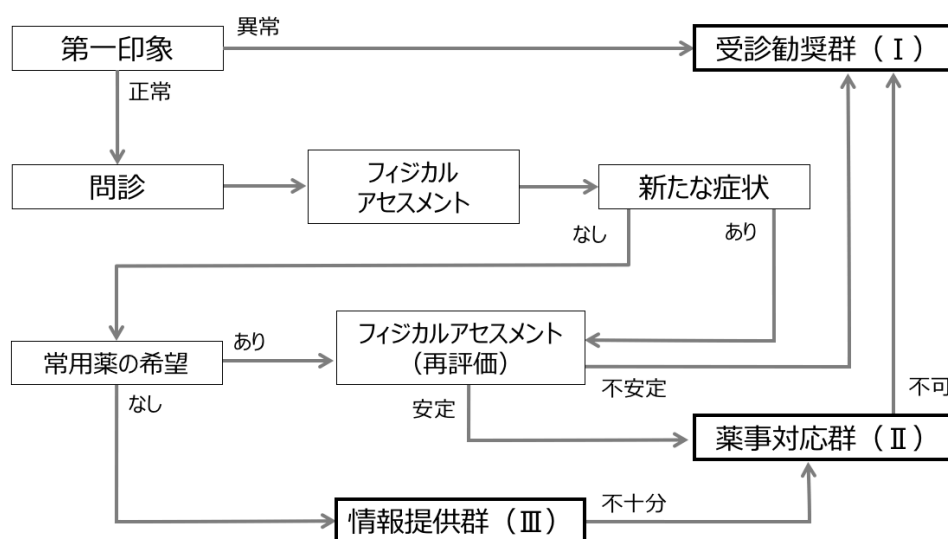 異常
第一印象
受診勧奨群（Ⅰ）
正常
問診
フィジカル
アセスメント
新たな症状
なし
あり
常用薬の希望
あり
フィジカルアセスメント
（再評価）
不安定
不可
なし
安定
薬事対応群（Ⅱ）
情報提供群（Ⅲ）
不十分